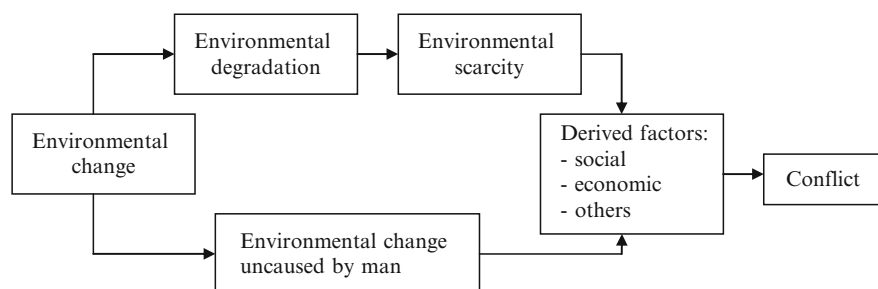 Environmental
degradation
Environmental
scarcity
Environmental
change
Derived factors:
- social
- economic
- others
Conflict
Environmental change
uncaused by man